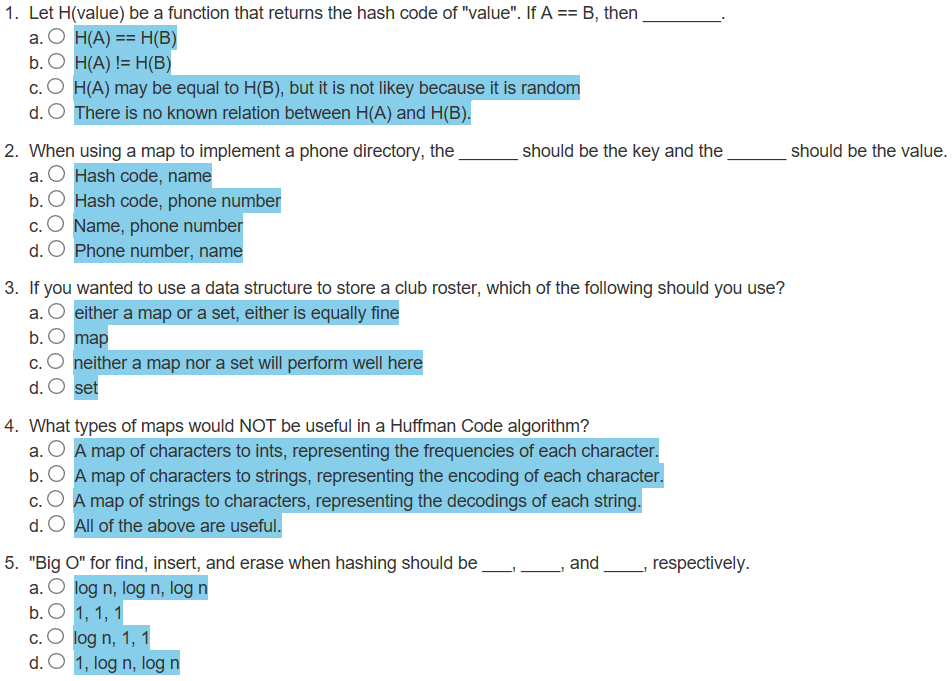 1. Let H(value) be a function that returns the hash code of "value". If A == B, then ________.
a. H(A) == H(B)
b. H(A) != H(B)
c. H(A) may be equal to H(B), but it is not likey because it is random
d. There is no known relation between H(A) and H(B).
2. When using a map to implement a phone directory, the ______ should be the key and the ______ should be the value.
a. Hash code, name
b. Hash code, phone number
c. Name, phone number
d. Phone number, name
3. If you wanted to use a data structure to store a club roster, which of the following should you use?
a. either a map or a set, either is equally fine
b. map
c. neither a map nor a set will perform well here
d. set
4. What types of maps would NOT be useful in a Huffman Code algorithm?
a. A map of characters to ints, representing the frequencies of each character.
b. A map of characters to strings, representing the encoding of each character.
c. A map of strings to characters, representing the decodings of each string.
d. All of the above are useful.
5. "Big O" for find, insert, and erase when hashing should be ___, ____, and ____, respectively.
a. log n, log n, log n
b. 1, 1, 1
c. log n, 1, 1
d. 1, log n, log n